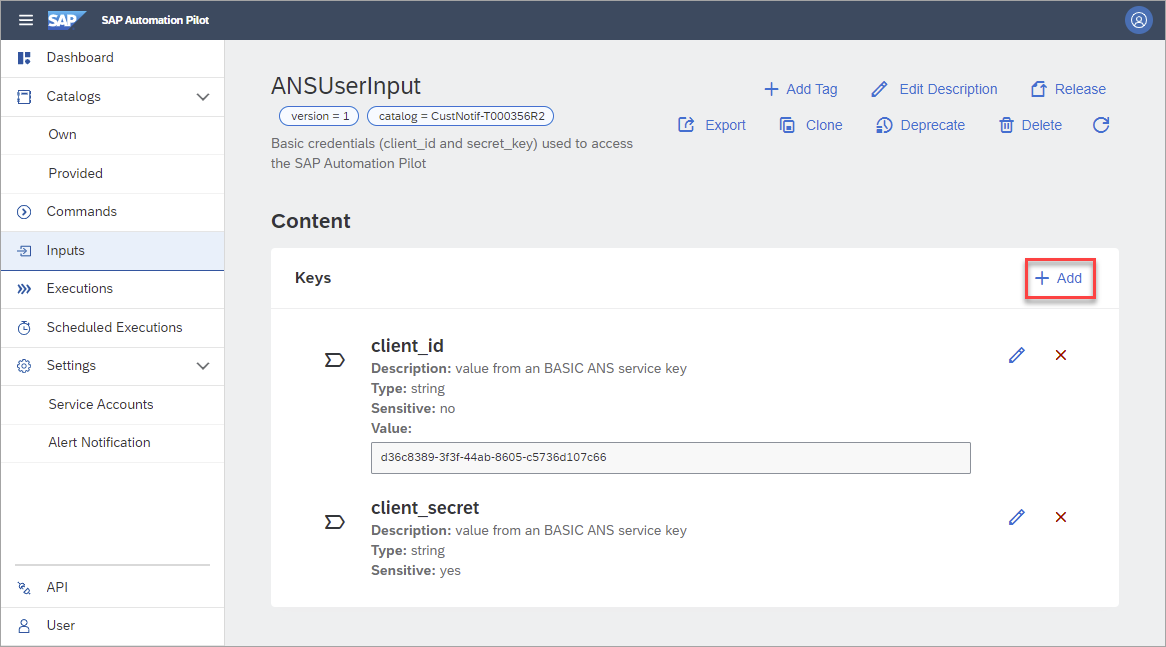 SAP SAP Automation Pilot
Dashboard
Catalogs
Own
Provided
Commands
Inputs
Executions
Scheduled Executions
Settings
Service Accounts
Alert Notification
API
User
ANSUserInput
version = 1 catalog = CustNotif-T000356R2
Basic credentials (client_id and secret_key) used to access
the SAP Automation Pilot
Add Tag Edit Description Release
Export Clone Deprecate Delete
Content
Keys
Add
client_id
Description: value from an BASIC ANS service key
Type: string
Sensitive: no
Value:
d36c8389-3f3f-44ab-8605-c5736d107c66
client_secret
Description: value from an BASIC ANS service key
Type: string
Sensitive: yes